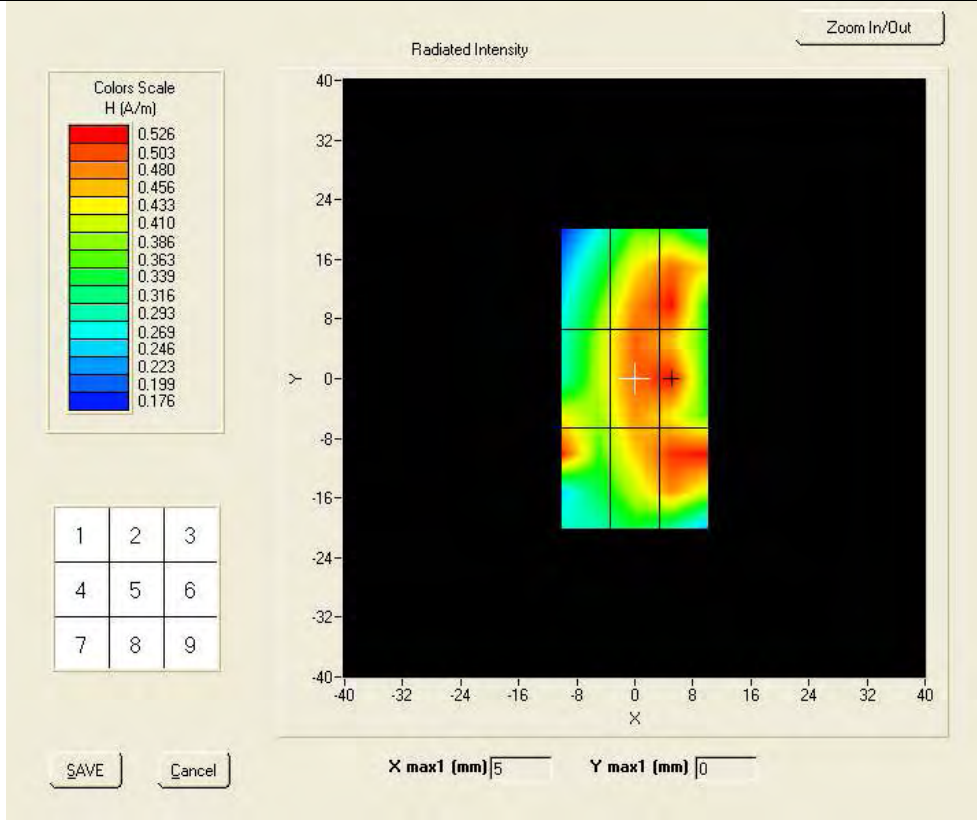 Zoom In/Out
Radiated Intensity
Colors Scale
H (A/m)
0.526
0.503
0.480
0.456
0.433
0.410
0.386
0.363
0.339
0.316
0.293
0.269
0.246
0.223
0.199
0.176
40
32
24
16
8
0
-8
-16
-24
-32
-40
Y
-40 -32 -24 -16 -8 0 8 16 24 32 40
X
1 2 3
4 5 6
7 8 9
SAVE Cancel
X max1 (mm) 5 Y max1 (mm) 0